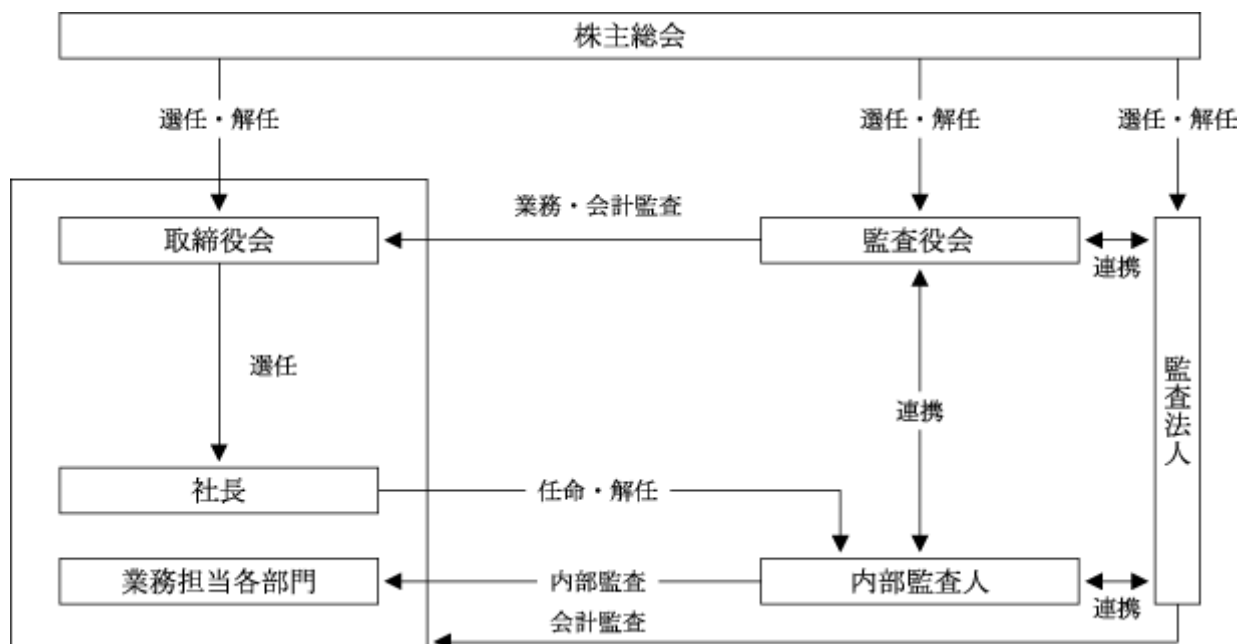 株主総会
選任・解任
選任・解任
選任・解任
業務・会計監査
取締役会
監査役会
連携
選任
連携
監査法人
社長
任命・解任
業務担当各部門
内部監査
内部監査人
連携
会計監査